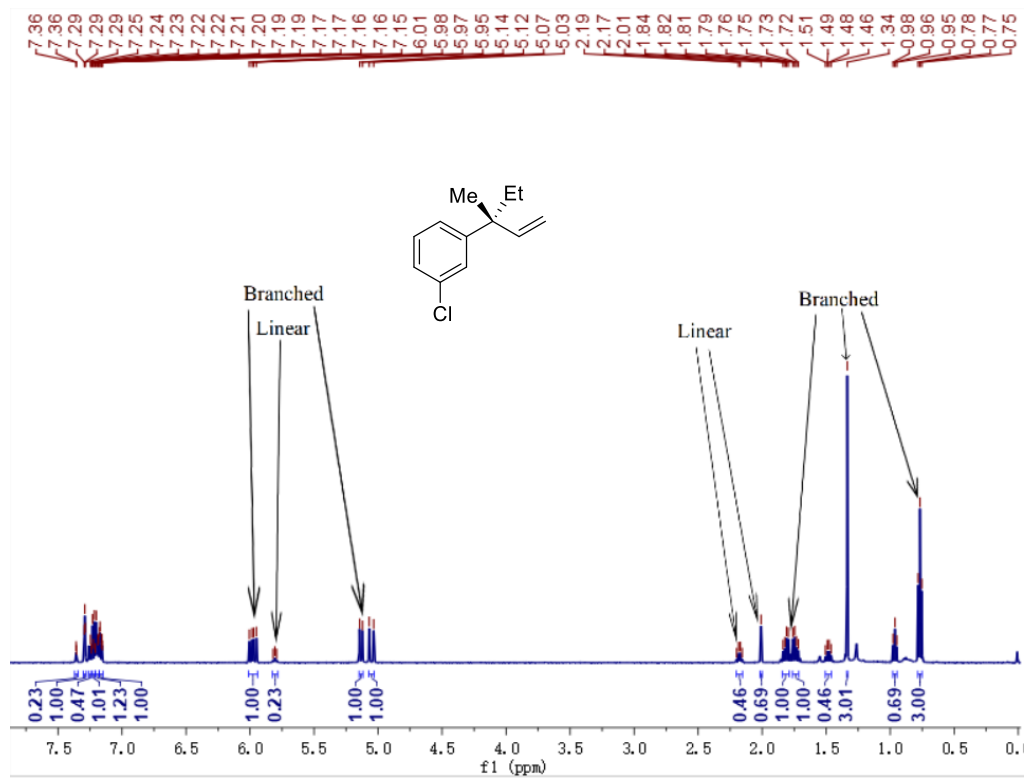 7.36 7.36 7.29 7.29 7.29 7.25 7.24 7.23 7.22 7.22 7.21 7.20 7.19 7.19 7.17 7.17 7.16 7.16 7.15 6.01 5.98 5.97 5.95 5.14 5.12 5.07 5.03 2.19 2.17 2.01 1.84 1.82 1.81 1.79 1.76 1.75 1.73 1.72 1.51 1.49 1.48 1.46 1.34 0.98 0.96 0.95 0.78 0.77 0.75
Me Et
Cl
Branched
Linear
Linear
Branched
0.23 1.00 0.47 1.01 1.23 1.00 1.00 0.23 1.00 1.00 0.46 0.69 1.00 1.00 0.46 3.01 0.69 3.00
7.5 7.0 6.5 6.0 5.5 5.0 4.5 4.0 3.5 3.0 2.5 2.0 1.5 1.0 0.5 0.
f1 (ppm)